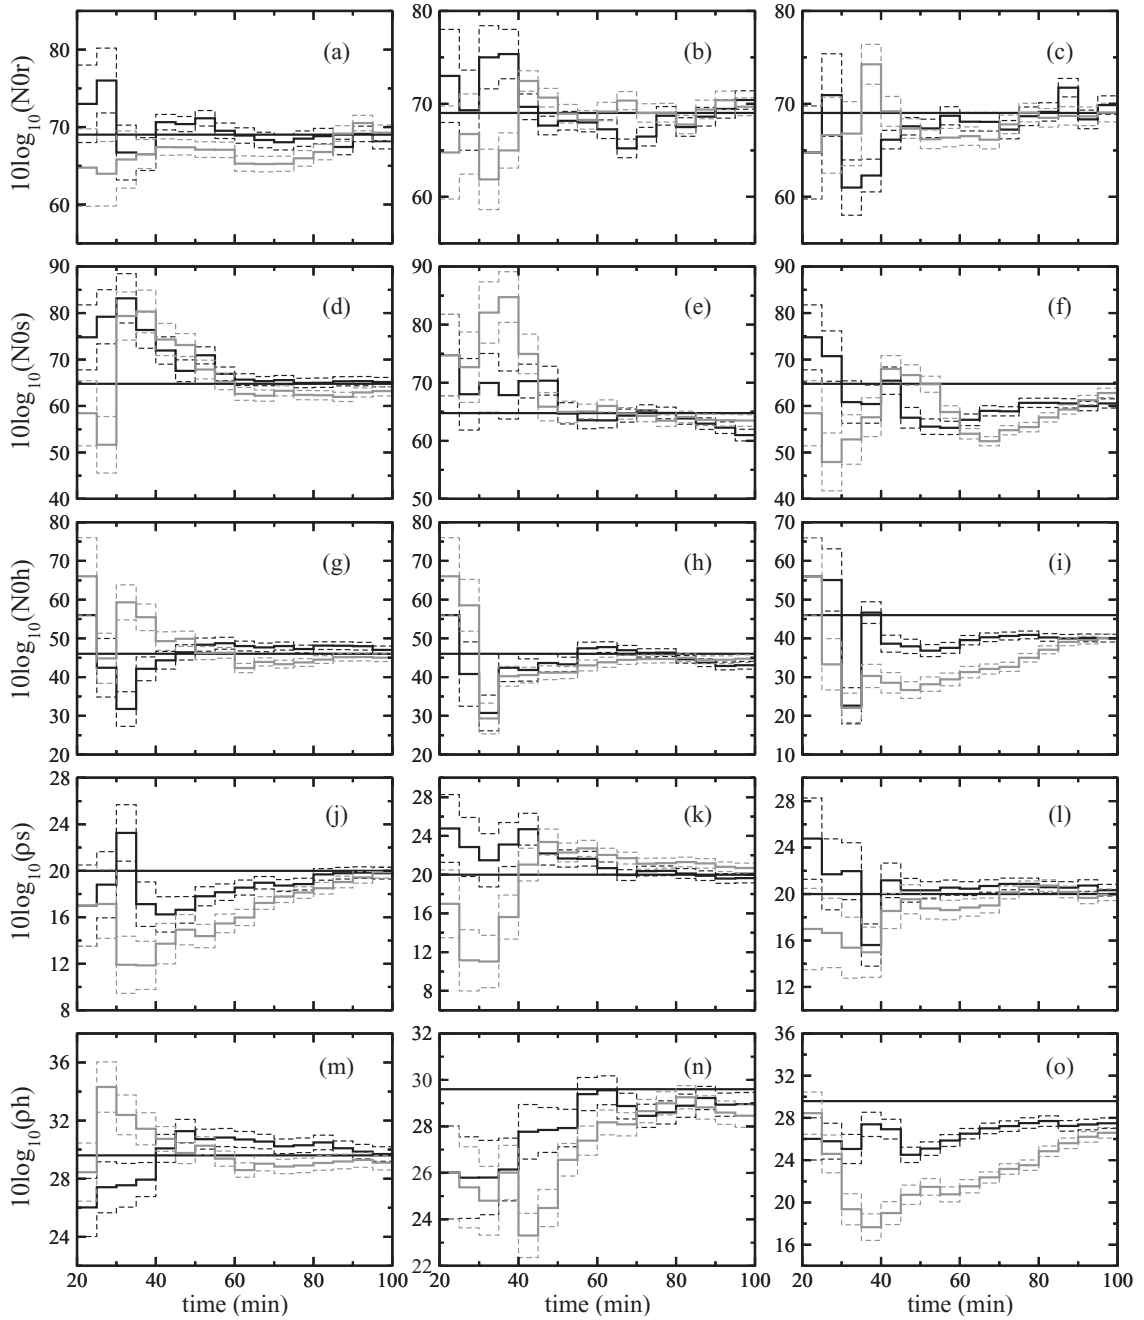 80 (a) 80 (b) 80 (c)
10log10(N0r)
70 70 70
60 60 60
90 (d) 90 (e) 90 (f)
10log10(N0s)
80 80 80
70 70 70
60 60 60
50 50 50
40 40
80 (g) 80 (h) 70 (i)
10log10(N0h)
70 70 60
60 60 50
50 50 40
40 40 30
30 30 20
20 20 10
28 (j) 28 (k) (l)
10log10(ρs)
24 26 28
20 24 24
16 22 20
12 20 16
8 18 12
16
14
12
10
8
36 (m) 32 (n) 36 (o)
10log10(ρh)
32 30 32
28 28 28
24 26 24
24 20
22 16
20 40 60 80 100 20 40 60 80 100 20 40 60 80 100
time (min) time (min) time (min)